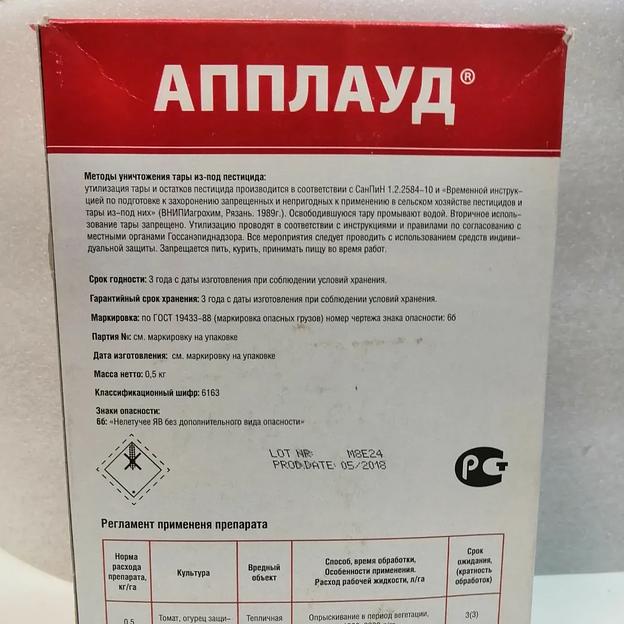 АППЛАУД®
Методы уничтожения тары из-под пестицида:
утилизация тары и остатков пестицида производится в соответствии с СанПиН 1.2.2584-10 и «Временной инструк-
цией по подготовке к захоронению запрещенных и непригодных к применению в сельском хозяйстве пестицидов и
тары из-под них» (ВНИПИагрохим, Рязань. 1989г.). Освободившуюся тару промывают водой. Вторичное исполь-
зование тары запрещено. Утилизацию проводят в соответствии с инструкциями и правилами по согласованию с
местными органами Госсанэпиднадзора. Все мероприятия следует проводить с использованием средств индиви-
дуальной защиты. Запрещается пить, курить, принимать пищу во время работ.
Срок годности: 3 года с даты изготовления при соблюдении условий хранения.
Гарантийный срок хранения: 3 года с даты изготовления при соблюдении условий хранения.
Маркировка: по ГОСТ 19433-88 (маркировка опасных грузов) номер чертежа знака опасности: 6б
Партия №: см. маркировку на упаковке
Дата изготовления: см. маркировку на упаковке
Масса нетто: 0,5 кг
Классификационный шифр: 6163
Знаки опасности:
6б: «Нелетучее ЯВ без дополнительного вида опасности»
LOT NR: M8E24
PROD.DATE: 05/2018
РСТ
Регламент применеия препарата
Норма
расхода
препарата,
кг/га
Культура
Вредный
объект
Способ, время обработки,
Особенности применения.
Расход рабочей жидкости, л/га
Срок
ожидания,
(кратность
обработок)
0,5
Томат, огурец защи-
Тепличная
Опрыскивание в период вегетации,
3(3)